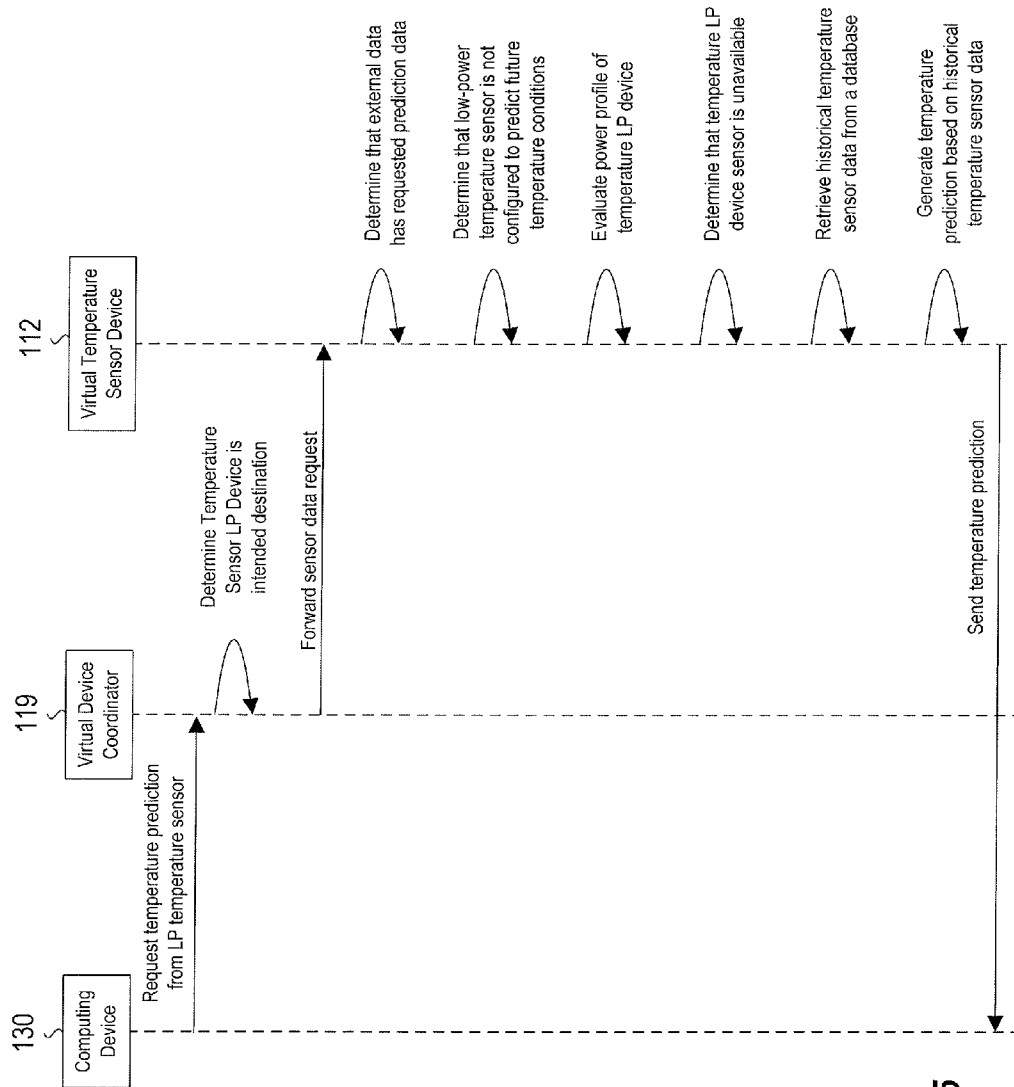 130
Computing
Device
119
Virtual Device
Coordinator
112
Virtual Temperature
Sensor Device
Request temperature prediction
from LP temperature sensor
Determine Temperature
Sensor LP Device is
intended destination
Forward sensor data request
Determine that external data
has requested prediction data
Determine that low-power
temperature sensor is not
configured to predict future
temperature conditions
Evaluate power profile of
temperature LP device
Determine that temperature LP
device sensor is unavailable
Retrieve historical temperature
sensor data from a database
Generate temperature
prediction based on historical
temperature sensor data
Send temperature prediction